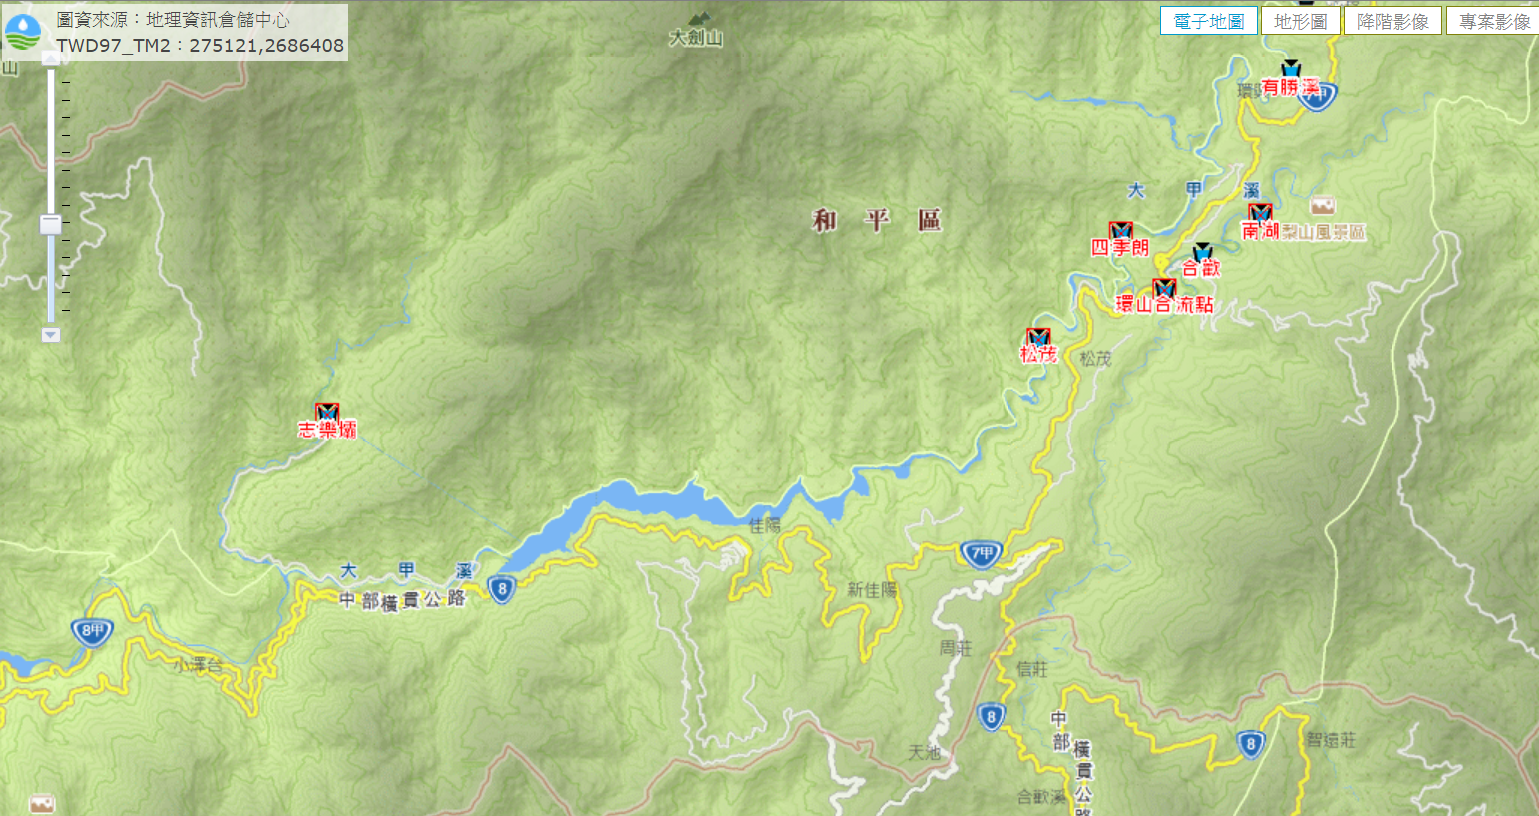 圖資來源：地理資訊倉儲中心
TWD97_TM2：275121,2686408
電子地圖
地形圖
降階影像
專案影像
山
大劍山
有勝溪
7甲
大甲溪
和平區
南湖
梨山風景區
四季朗
合歡
環山合流點
松茂
松茂
志樂壩
佳陽
7甲
大甲溪
8
新佳陽
中部橫貫公路
8甲
小澤台
周莊
信莊
8
中部橫貫公路
8
智遠莊
天池
合歡溪